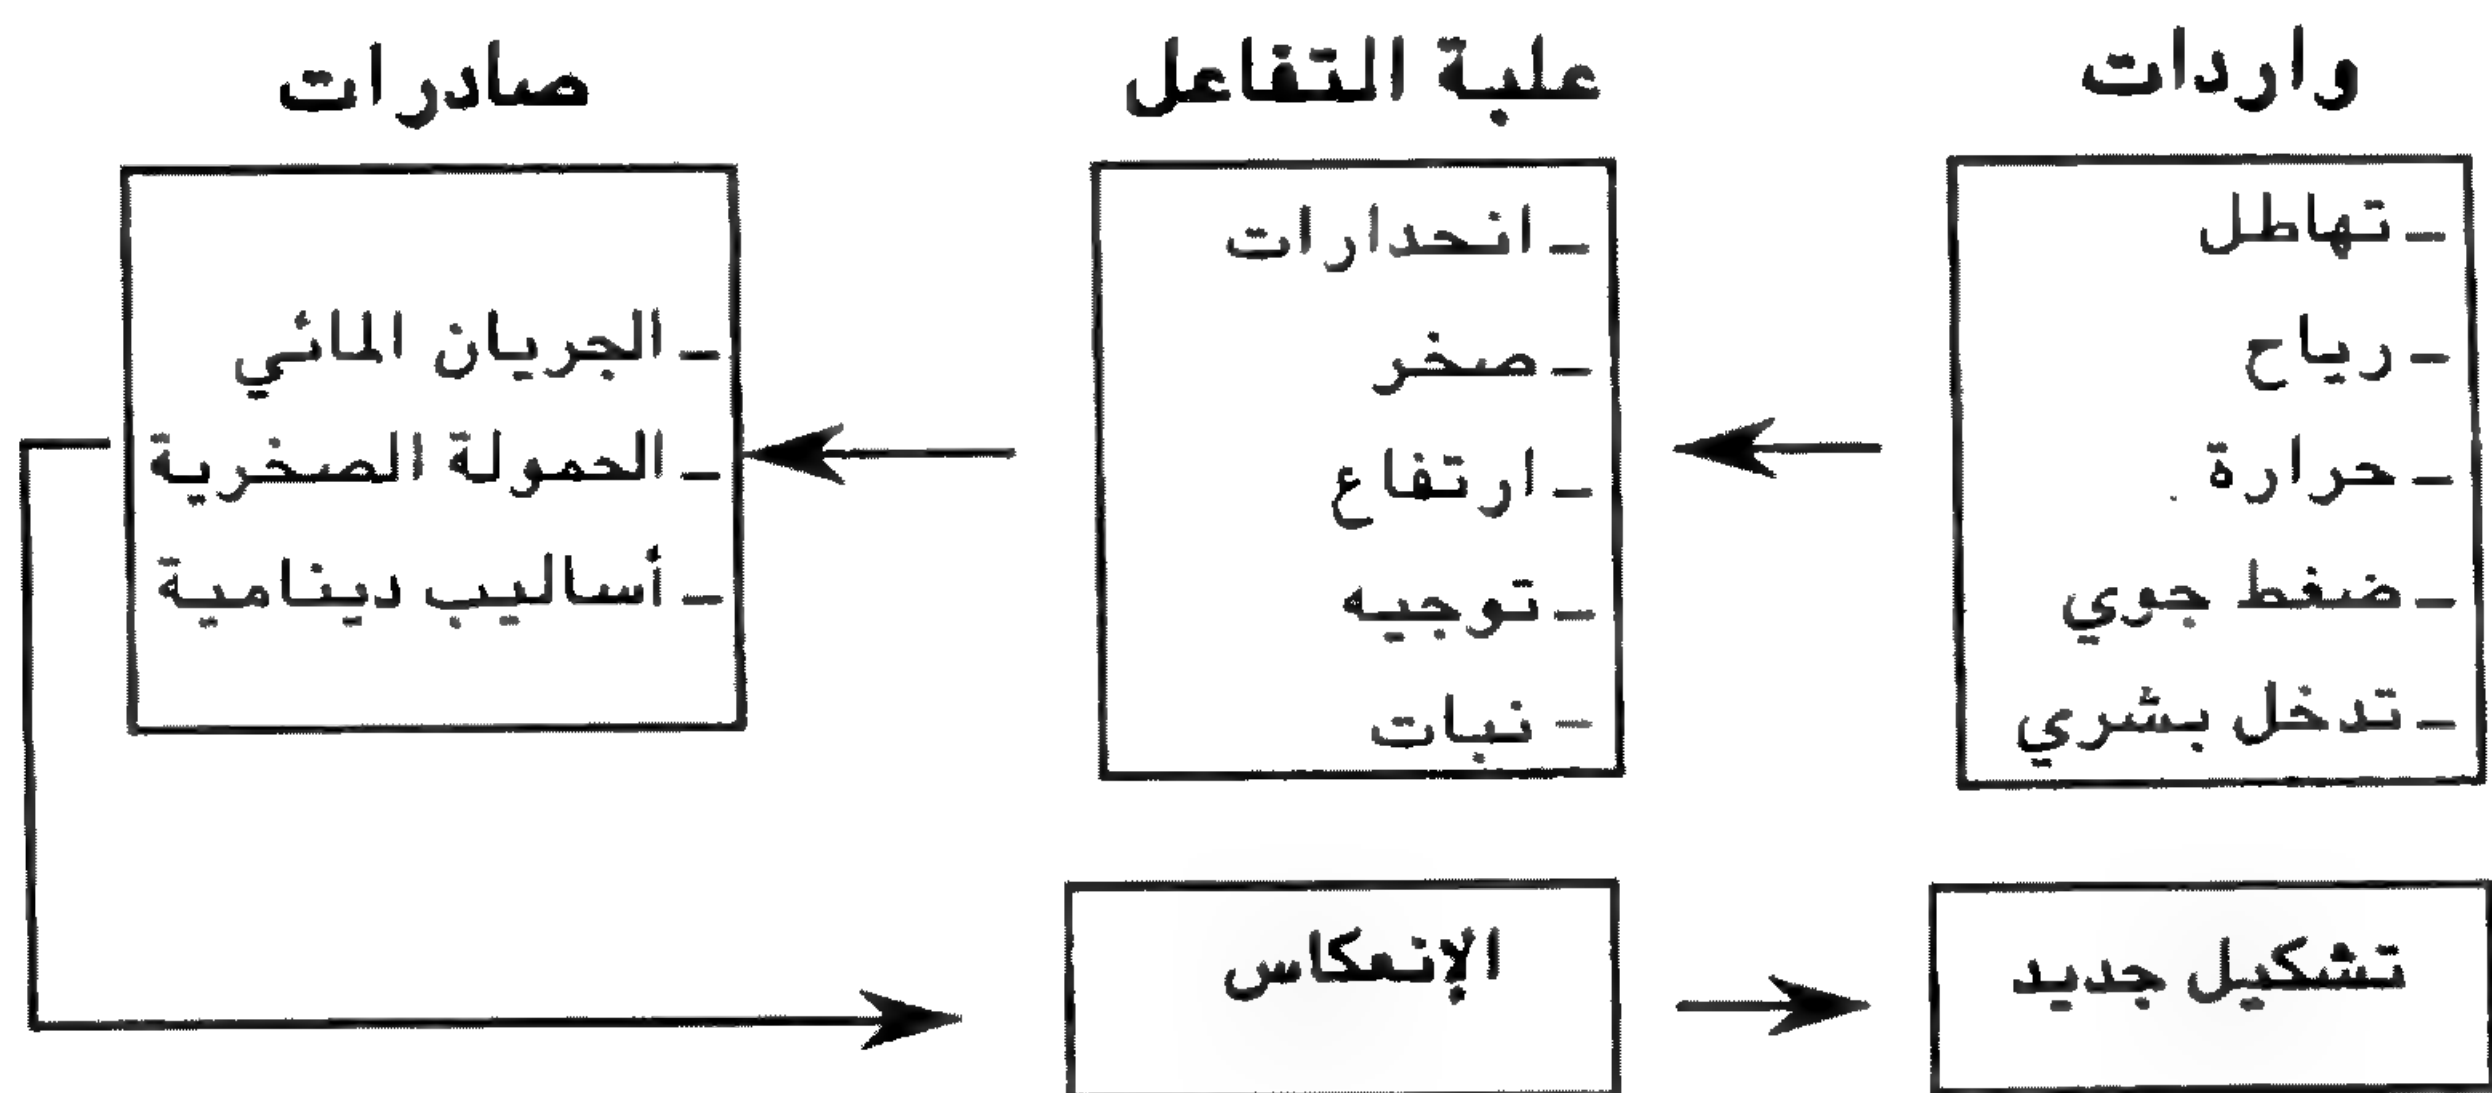 واردات
ـ تهاطل
ـ رياح
ـ حرارة
ـ ضغط جوي
ـ تدخل بشري
علبة التفاعل
ـ انحدارات
ـ صخر
ـ ارتفاع
ـ توجيه
ـ نبات
صادرات
ـ الجريان المائي
ـ الحمولة الصخرية
ـ أساليب دينامية
الإنعكاس
تشكيل جديد